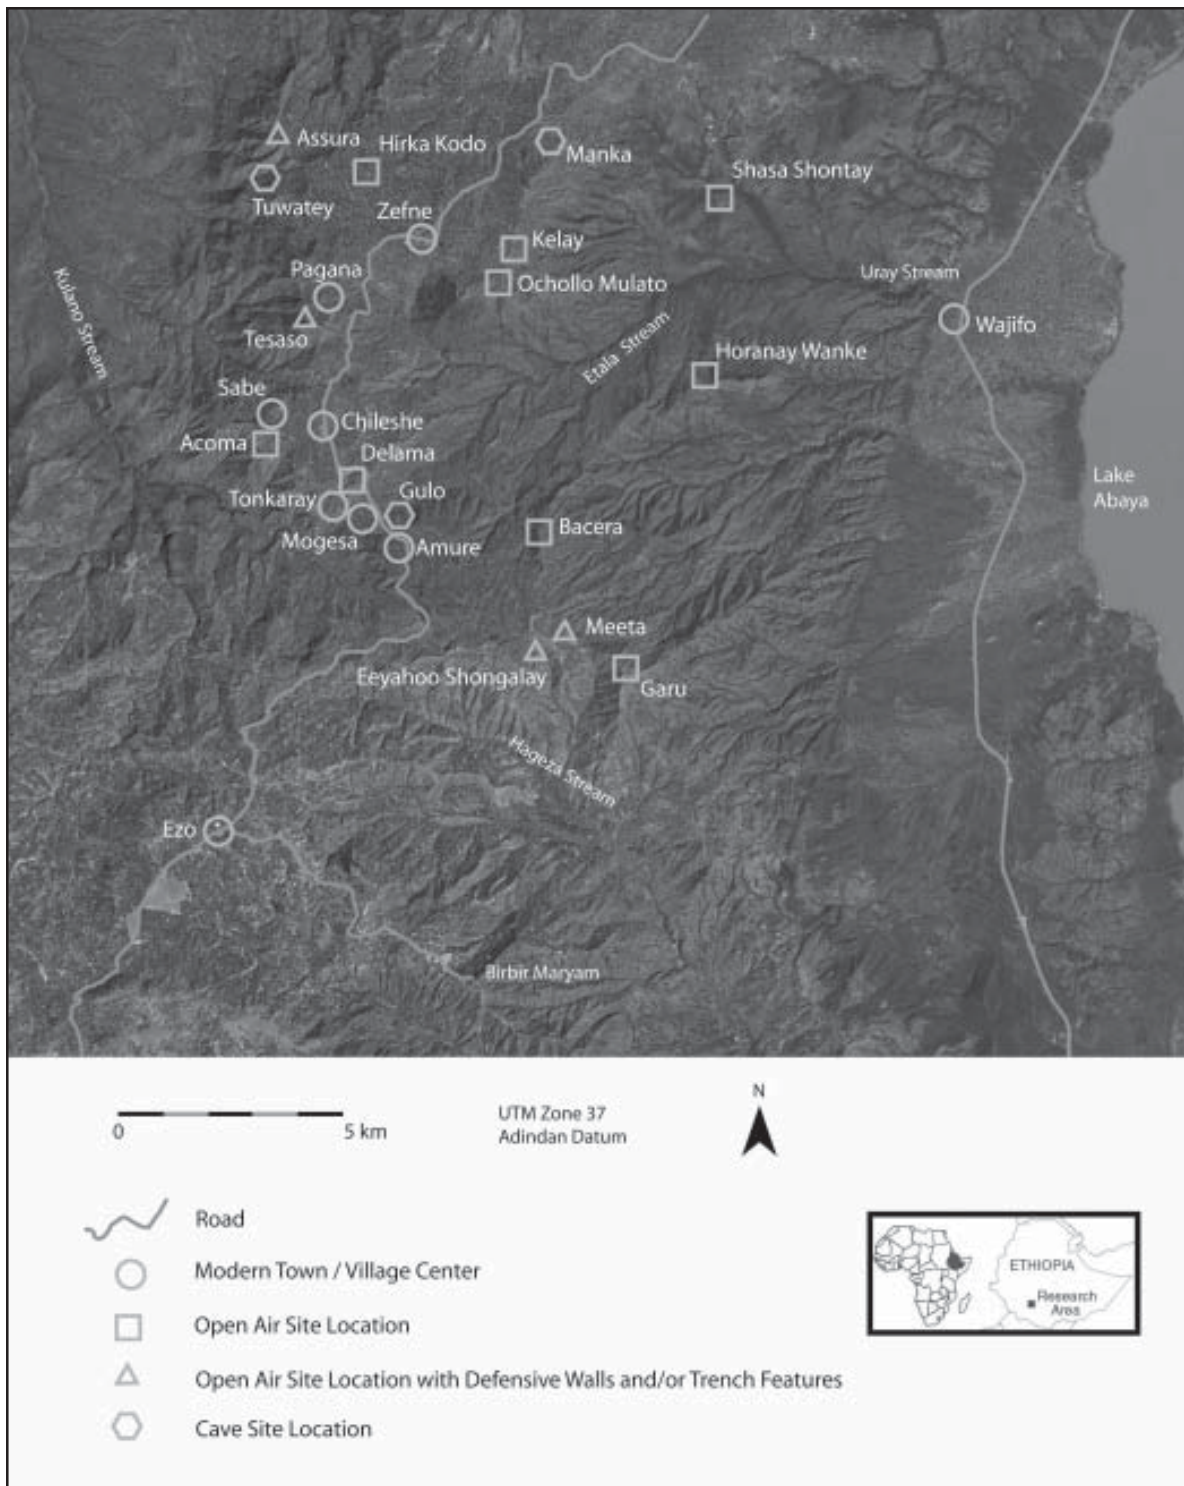 Assura
Hirka Kodo
Manka
Shasa Shontay
Tuwatey
Zefne
Kelay
Uray Stream
Pagana
Ochollo Mulato
Kulano Stream
Wajifo
Tesaso
Etala Stream
Horanay Wanke
Sabe
Chileshe
Acoma
Delama
Lake
Abaya
Tonkaray
Gulo
Bacera
Mogesa
Amure
Meeta
Eeyahoo Shongalay
Garu
Hageza Stream
Ezo
Birbir Maryam
0
5 km
UTM Zone 37
Adindan Datum
N
Road
Modern Town / Village Center
Open Air Site Location
Open Air Site Location with Defensive Walls and/or Trench Features
Cave Site Location
ETHIOPIA
Research
Area